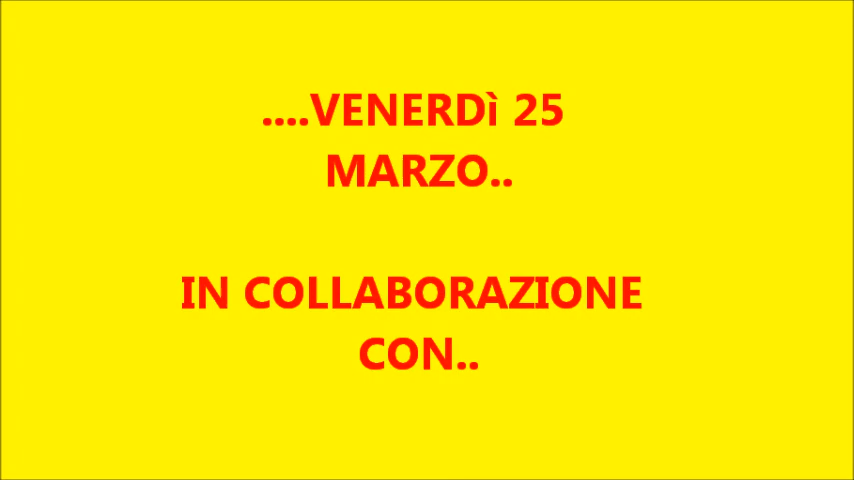 ....VENERDì 25
MARZO..
IN COLLABORAZIONE
CON..